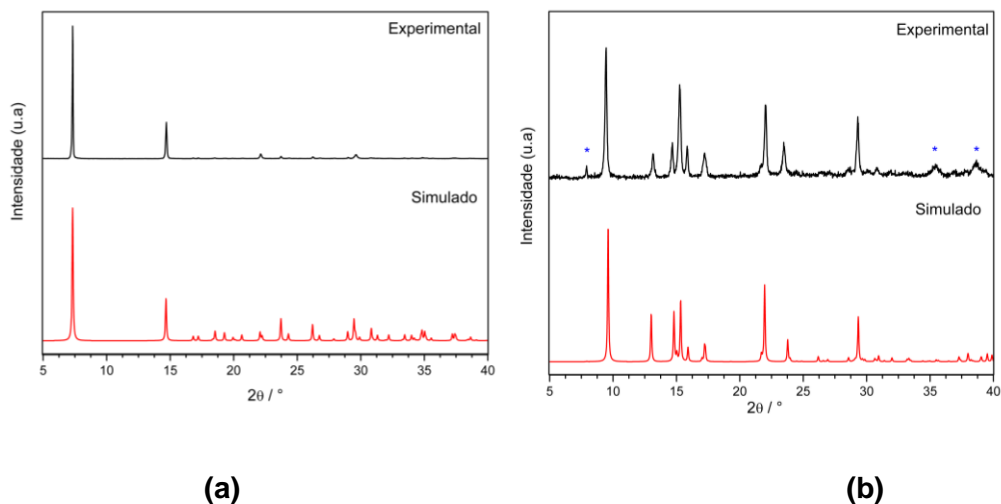 Experimental
Simulado
Intensidade (u.a)
5 10 15 20 25 30 35 40
2θ / °
(a)
*
*
*
Experimental
Simulado
Intensidade (u.a)
5 10 15 20 25 30 35 40
2θ / °
(b)